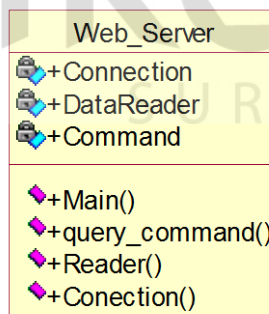 Web_Server
+Connection
+DataReader
+Command
+Main()
+query_command()
+Reader()
+Conection()